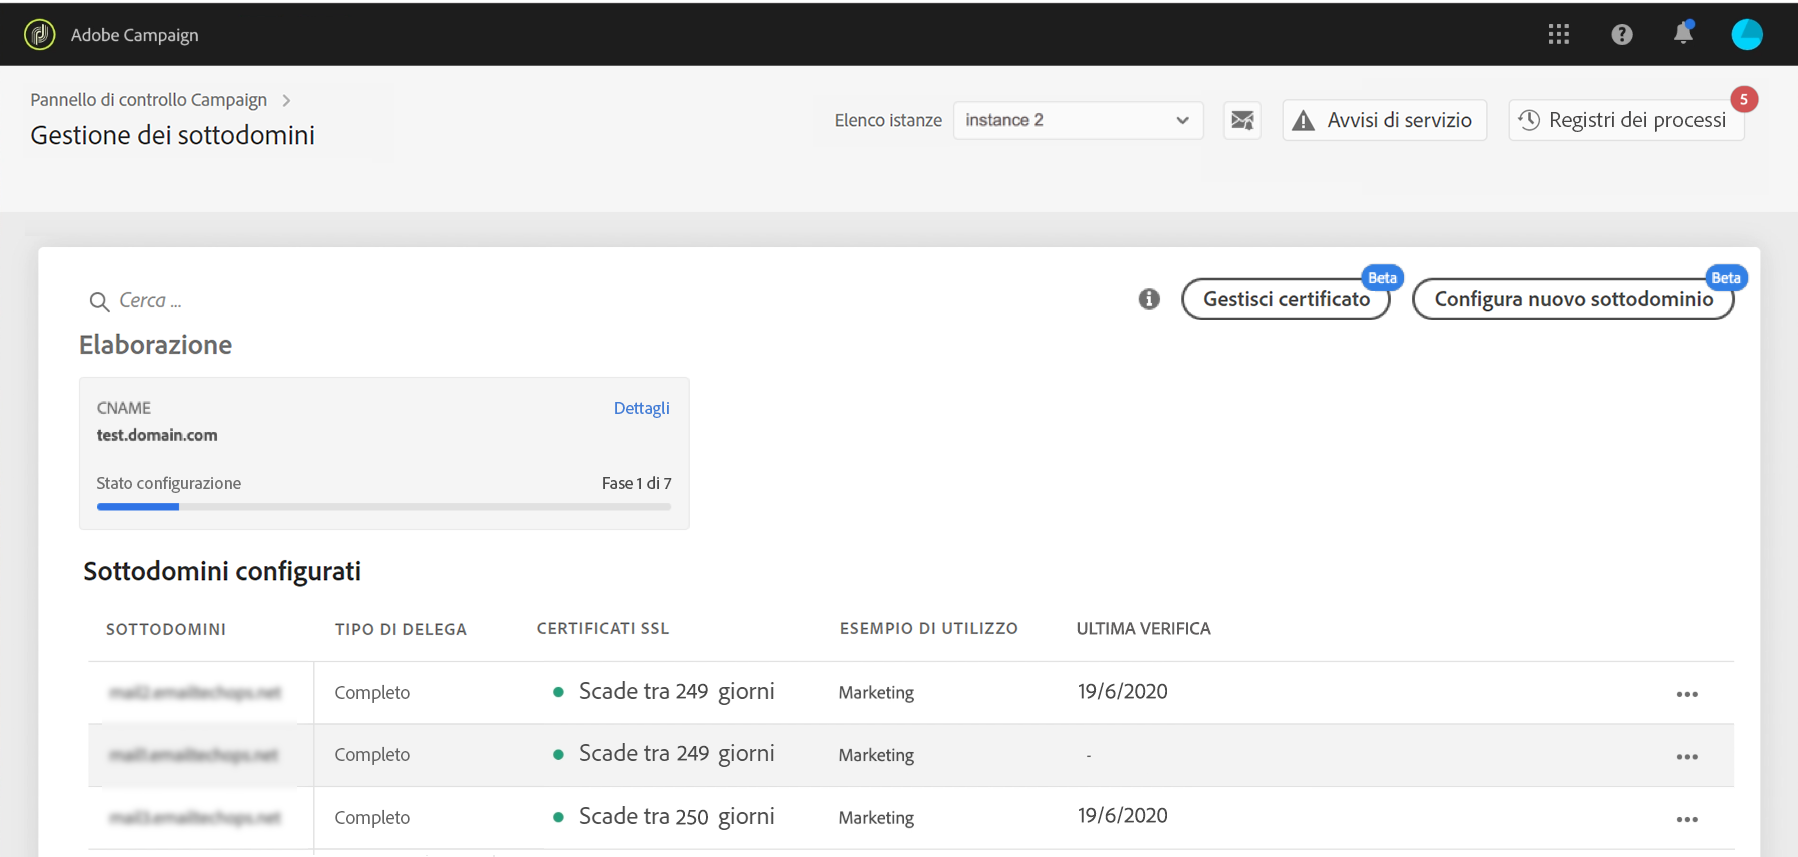 Adobe Campaign
Pannello di controllo Campaign
Gestione dei sottodomini
Elenco istanze
instance 2
Avvisi di servizio
Registri dei processi
5
Cerca ...
Gestisci certificato
Beta
Configura nuovo sottodominio
Beta
Elaborazione
CNAME
Dettagli
test.domain.com
Stato configurazione
Fase 1 di 7
Sottodomini configurati
SOTTODOMINI TIPO DI DELEGA CERTIFICATI SSL ESEMPIO DI UTILIZZO ULTIMA VERIFICA
Completo Scade tra 249 giorni Marketing 19/6/2020
Completo Scade tra 249 giorni Marketing -
Completo Scade tra 250 giorni Marketing 19/6/2020